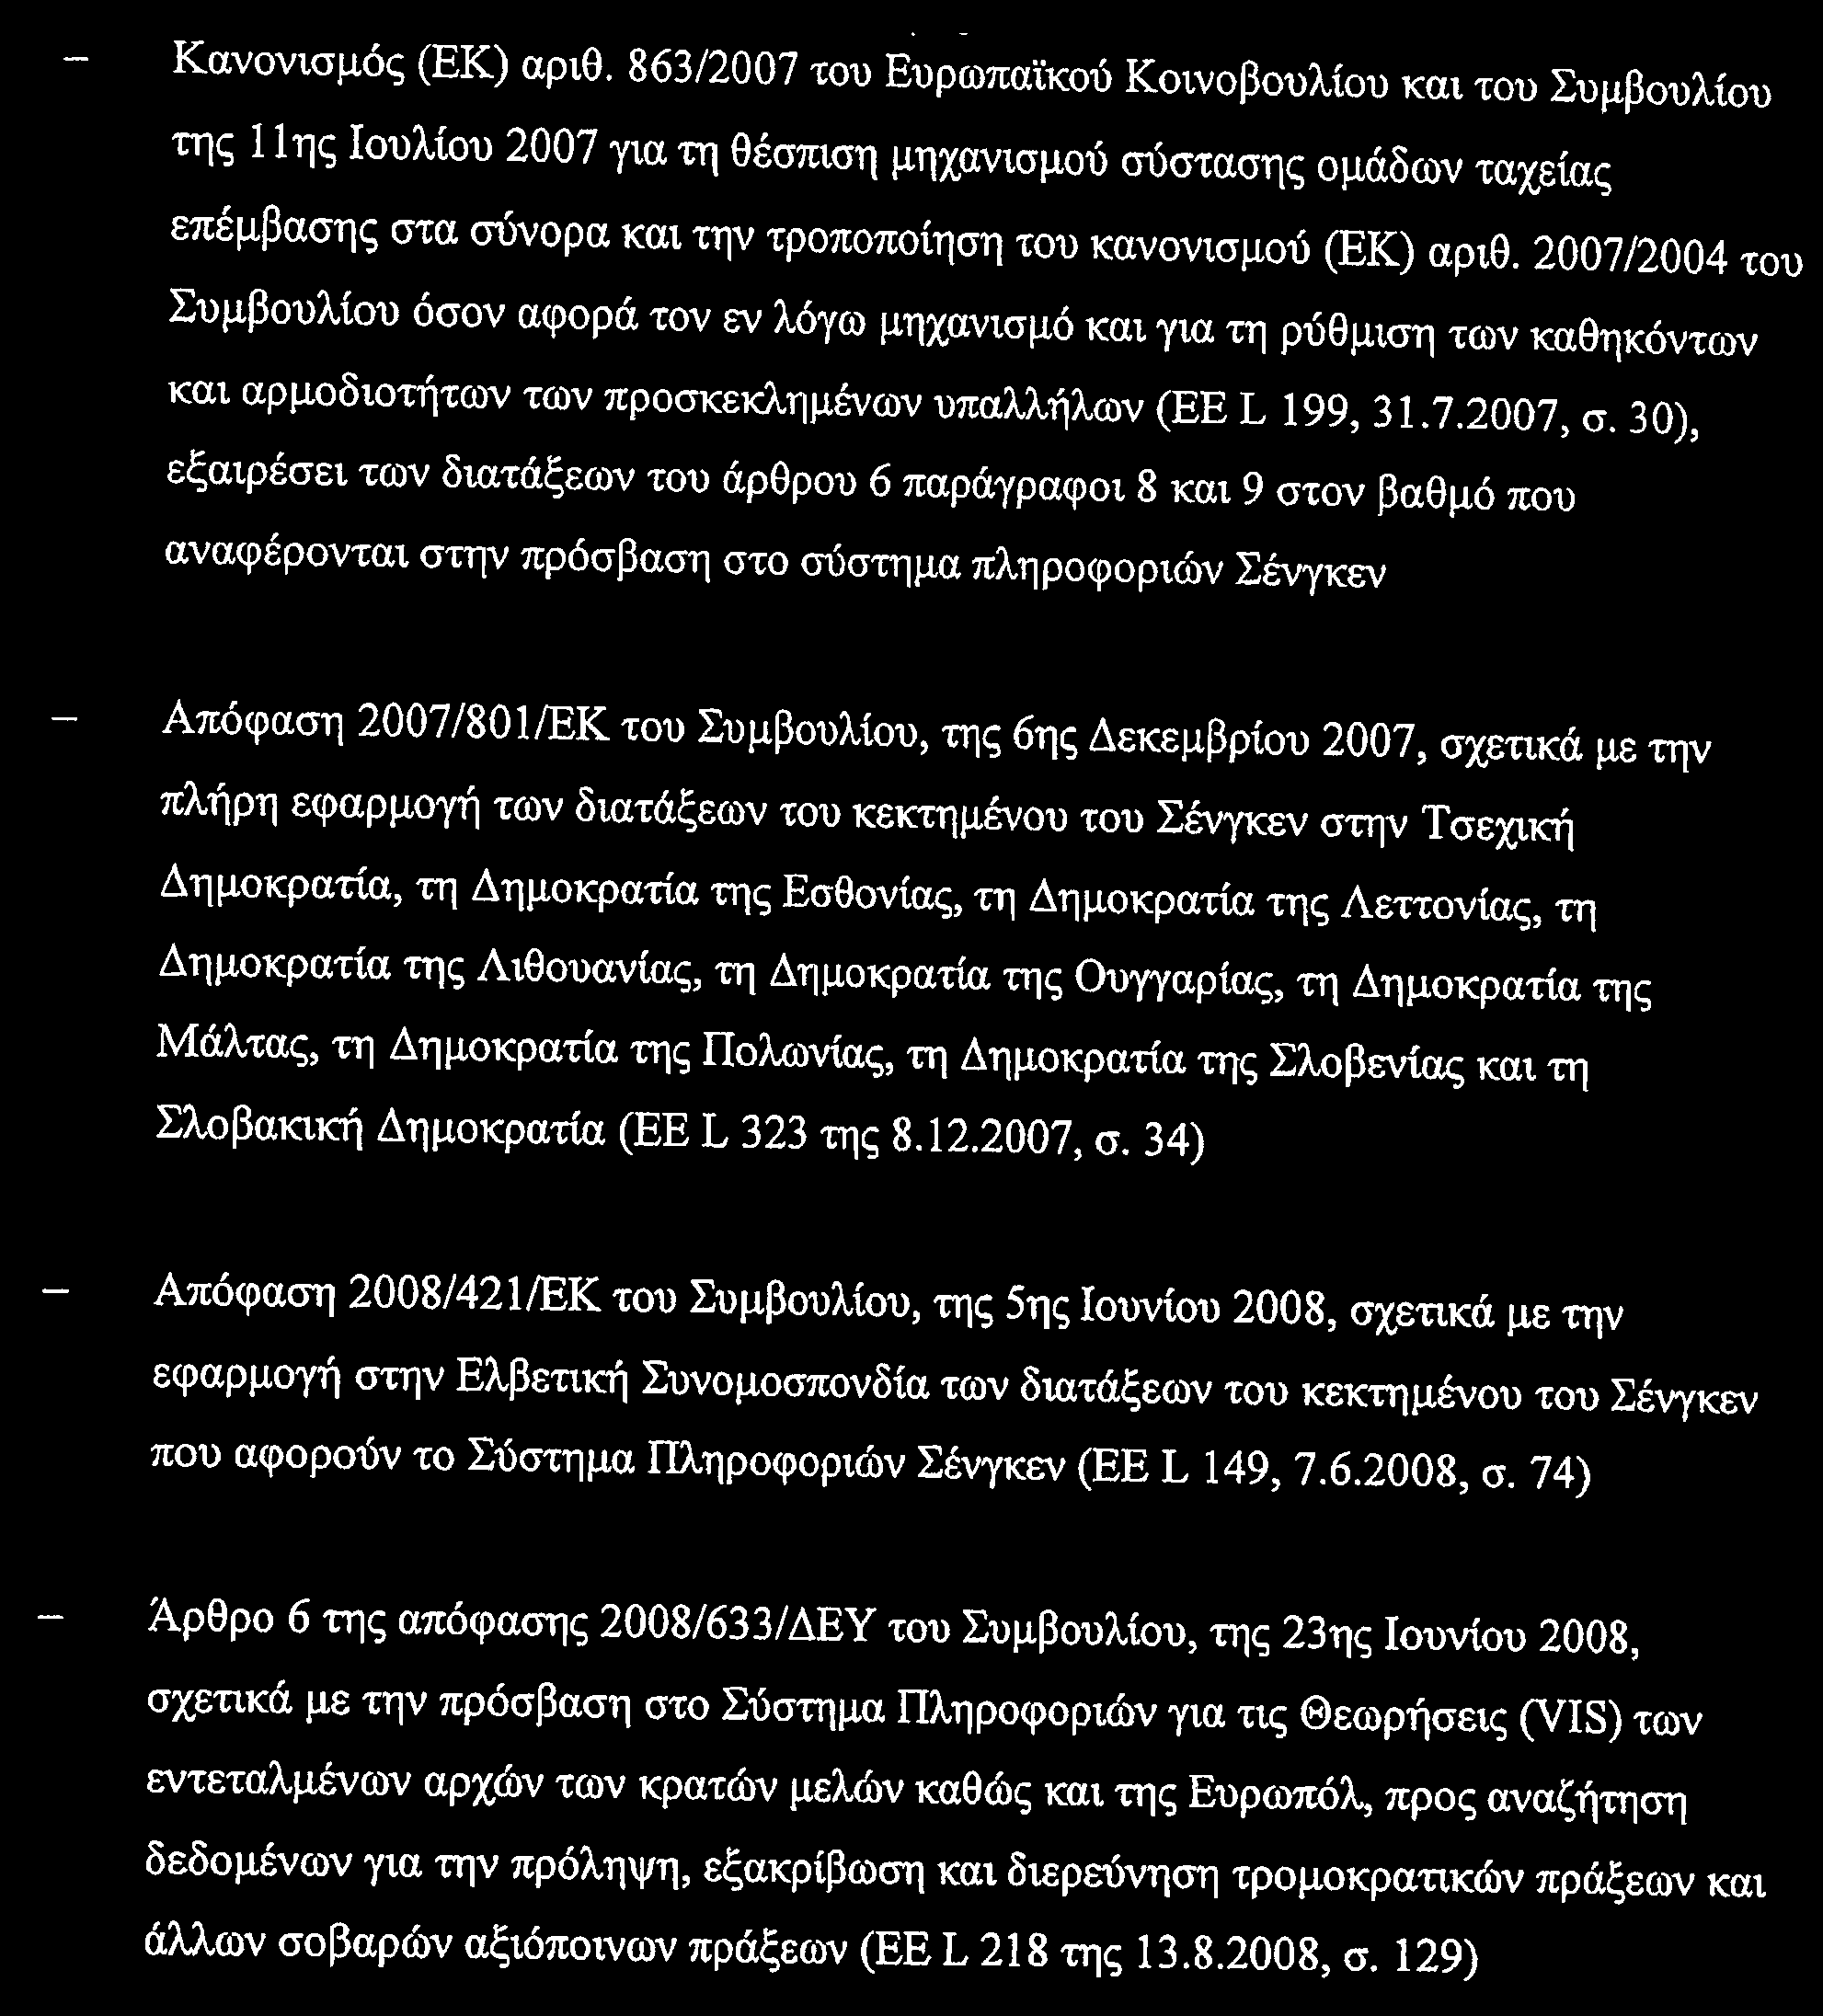 – Κανονισμός (ΕΚ) αριθ. 863/2007 του Ευρωπαϊκού Κοινοβουλίου και του Συμβουλίου
της 11ης Ιουλίου 2007 για τη θέσπιση μηχανισμού σύστασης ομάδων ταχείας
επέμβασης στα σύνορα και την τροποποίηση του κανονισμού (ΕΚ) αριθ. 2007/2004 του
Συμβουλίου όσον αφορά τον εν λόγω μηχανισμό και για τη ρύθμιση των καθηκόντων
και αρμοδιοτήτων των προσκεκλημένων υπαλλήλων (ΕΕ L 199, 31.7.2007, σ. 30),
εξαιρέσει των διατάξεων του άρθρου 6 παράγραφοι 8 και 9 στον βαθμό που
αναφέρονται στην πρόσβαση στο σύστημα πληροφοριών Σένγκεν
– Απόφαση 2007/801/ΕΚ του Συμβουλίου, της 6ης Δεκεμβρίου 2007, σχετικά με την
πλήρη εφαρμογή των διατάξεων του κεκτημένου του Σένγκεν στην Τσεχική
Δημοκρατία, τη Δημοκρατία της Εσθονίας, τη Δημοκρατία της Λεττονίας, τη
Δημοκρατία της Λιθουανίας, τη Δημοκρατία της Ουγγαρίας, τη Δημοκρατία της
Μάλτας, τη Δημοκρατία της Πολωνίας, τη Δημοκρατία της Σλοβενίας και τη
Σλοβακική Δημοκρατία (ΕΕ L 323 της 8.12.2007, σ. 34)
– Απόφαση 2008/421/ΕΚ του Συμβουλίου, της 5ης Ιουνίου 2008, σχετικά με την
εφαρμογή στην Ελβετική Συνομοσπονδία των διατάξεων του κεκτημένου του Σένγκεν
που αφορούν το Σύστημα Πληροφοριών Σένγκεν (ΕΕ L 149, 7.6.2008, σ. 74)
– Άρθρο 6 της απόφασης 2008/633/ΔΕΥ του Συμβουλίου, της 23ης Ιουνίου 2008,
σχετικά με την πρόσβαση στο Σύστημα Πληροφοριών για τις Θεωρήσεις (VIS) των
εντεταλμένων αρχών των κρατών μελών καθώς και της Ευρωπόλ, προς αναζήτηση
δεδομένων για την πρόληψη, εξακρίβωση και διερεύνηση τρομοκρατικών πράξεων και
άλλων σοβαρών αξιόποινων πράξεων (ΕΕ L 218 της 13.8.2008, σ. 129)